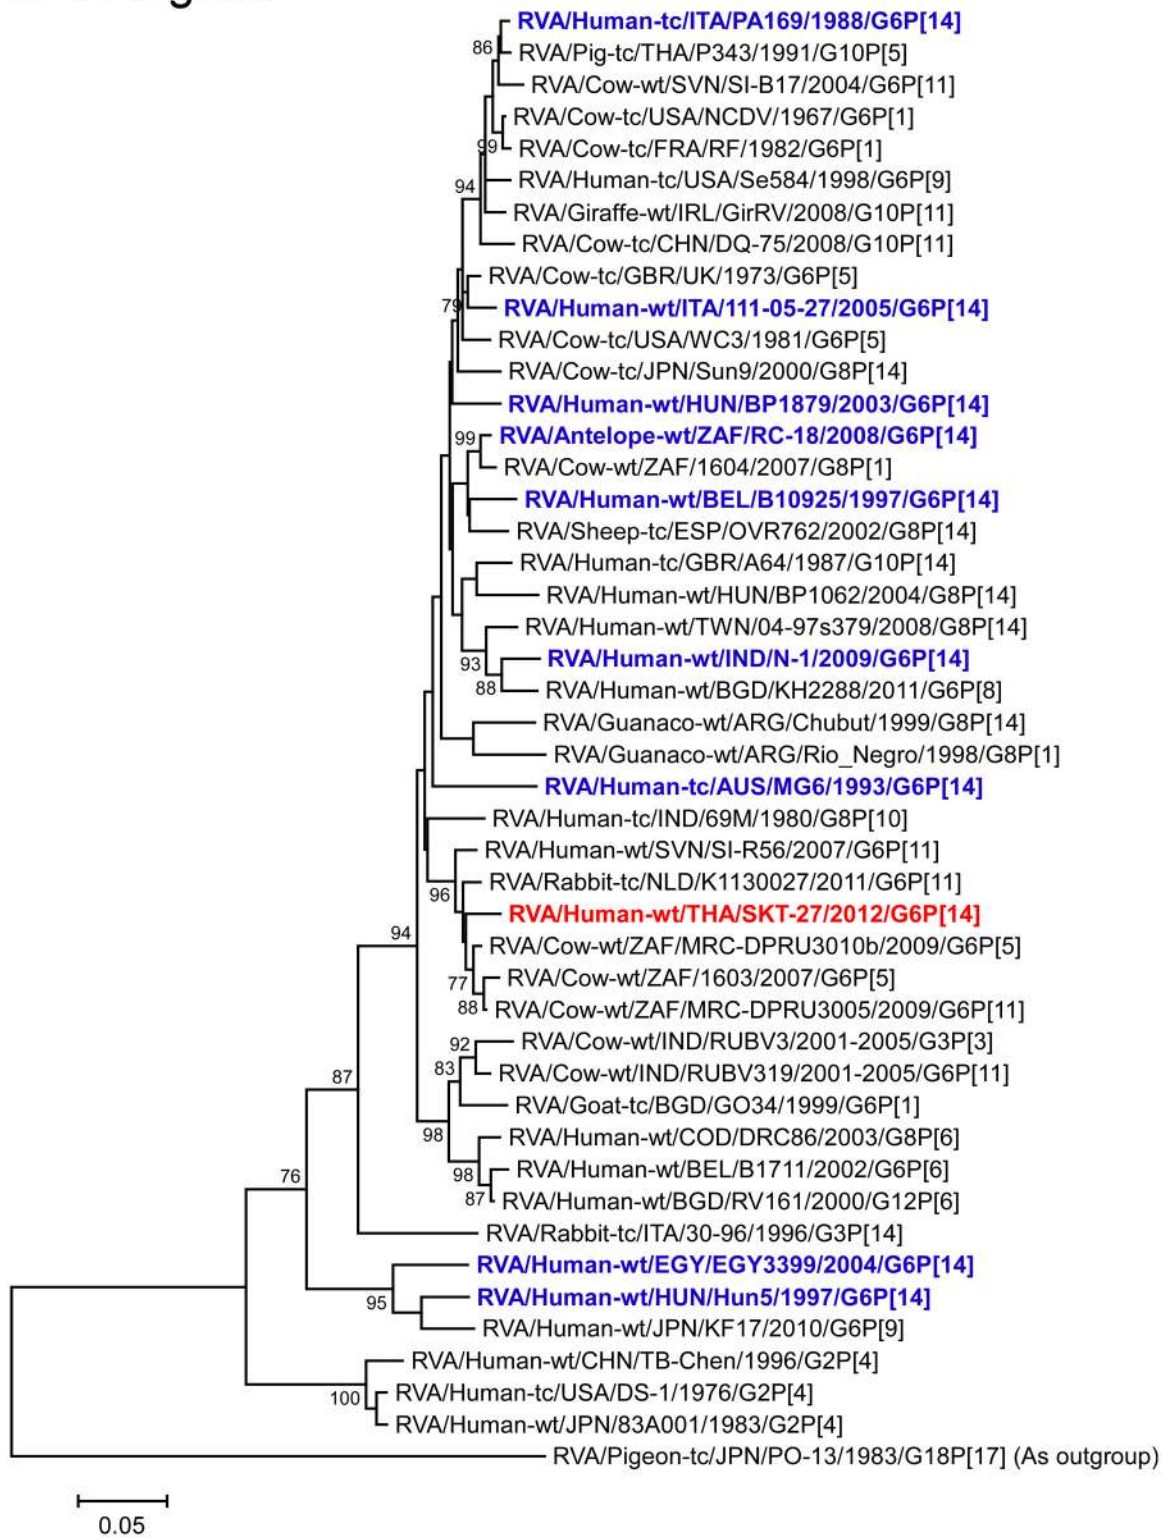 RVA/Human-tc/ITA/PA169/1988/G6P[14]
86
RVA/Pig-tc/THA/P343/1991/G10P[5]
RVA/Cow-wt/SVN/SI-B17/2004/G6P[11]
RVA/Cow-tc/USA/NCDV/1967/G6P[1]
99
RVA/Cow-tc/FRA/RF/1982/G6P[1]
RVA/Human-tc/USA/Se584/1998/G6P[9]
94
RVA/Giraffe-wt/IRL/GirRV/2008/G10P[11]
RVA/Cow-tc/CHN/DQ-75/2008/G10P[11]
RVA/Cow-tc/GBR/UK/1973/G6P[5]
79
RVA/Human-wt/ITA/111-05-27/2005/G6P[14]
RVA/Cow-tc/USA/WC3/1981/G6P[5]
RVA/Cow-tc/JPN/Sun9/2000/G8P[14]
RVA/Human-wt/HUN/BP1879/2003/G6P[14]
99
RVA/Antelope-wt/ZAF/RC-18/2008/G6P[14]
RVA/Cow-wt/ZAF/1604/2007/G8P[1]
RVA/Human-wt/BEL/B10925/1997/G6P[14]
RVA/Sheep-tc/ESP/OVR762/2002/G8P[14]
RVA/Human-tc/GBR/A64/1987/G10P[14]
RVA/Human-wt/HUN/BP1062/2004/G8P[14]
RVA/Human-wt/TWN/04-97s379/2008/G8P[14]
93
RVA/Human-wt/IND/N-1/2009/G6P[14]
88
RVA/Human-wt/BGD/KH2288/2011/G6P[8]
RVA/Guanaco-wt/ARG/Chubut/1999/G8P[14]
RVA/Guanaco-wt/ARG/Rio_Negro/1998/G8P[1]
RVA/Human-tc/AUS/MG6/1993/G6P[14]
RVA/Human-tc/IND/69M/1980/G8P[10]
RVA/Human-wt/SVN/SI-R56/2007/G6P[11]
96
RVA/Rabbit-tc/NLD/K1130027/2011/G6P[11]
RVA/Human-wt/THA/SKT-27/2012/G6P[14]
94
RVA/Cow-wt/ZAF/MRC-DPRU3010b/2009/G6P[5]
77
RVA/Cow-wt/ZAF/1603/2007/G6P[5]
88
RVA/Cow-wt/ZAF/MRC-DPRU3005/2009/G6P[11]
92
RVA/Cow-wt/IND/RUBV3/2001-2005/G3P[3]
83
RVA/Cow-wt/IND/RUBV319/2001-2005/G6P[11]
87
RVA/Goat-tc/BGD/GO34/1999/G6P[1]
98
RVA/Human-wt/COD/DRC86/2003/G8P[6]
98
RVA/Human-wt/BEL/B1711/2002/G6P[6]
76
87
RVA/Human-wt/BGD/RV161/2000/G12P[6]
RVA/Rabbit-tc/ITA/30-96/1996/G3P[14]
RVA/Human-wt/EGY/EGY3399/2004/G6P[14]
95
RVA/Human-wt/HUN/Hun5/1997/G6P[14]
RVA/Human-wt/JPN/KF17/2010/G6P[9]
RVA/Human-wt/CHN/TB-Chen/1996/G2P[4]
100
RVA/Human-tc/USA/DS-1/1976/G2P[4]
RVA/Human-wt/JPN/83A001/1983/G2P[4]
RVA/Pigeon-tc/JPN/PO-13/1983/G18P[17] (As outgroup)
0.05